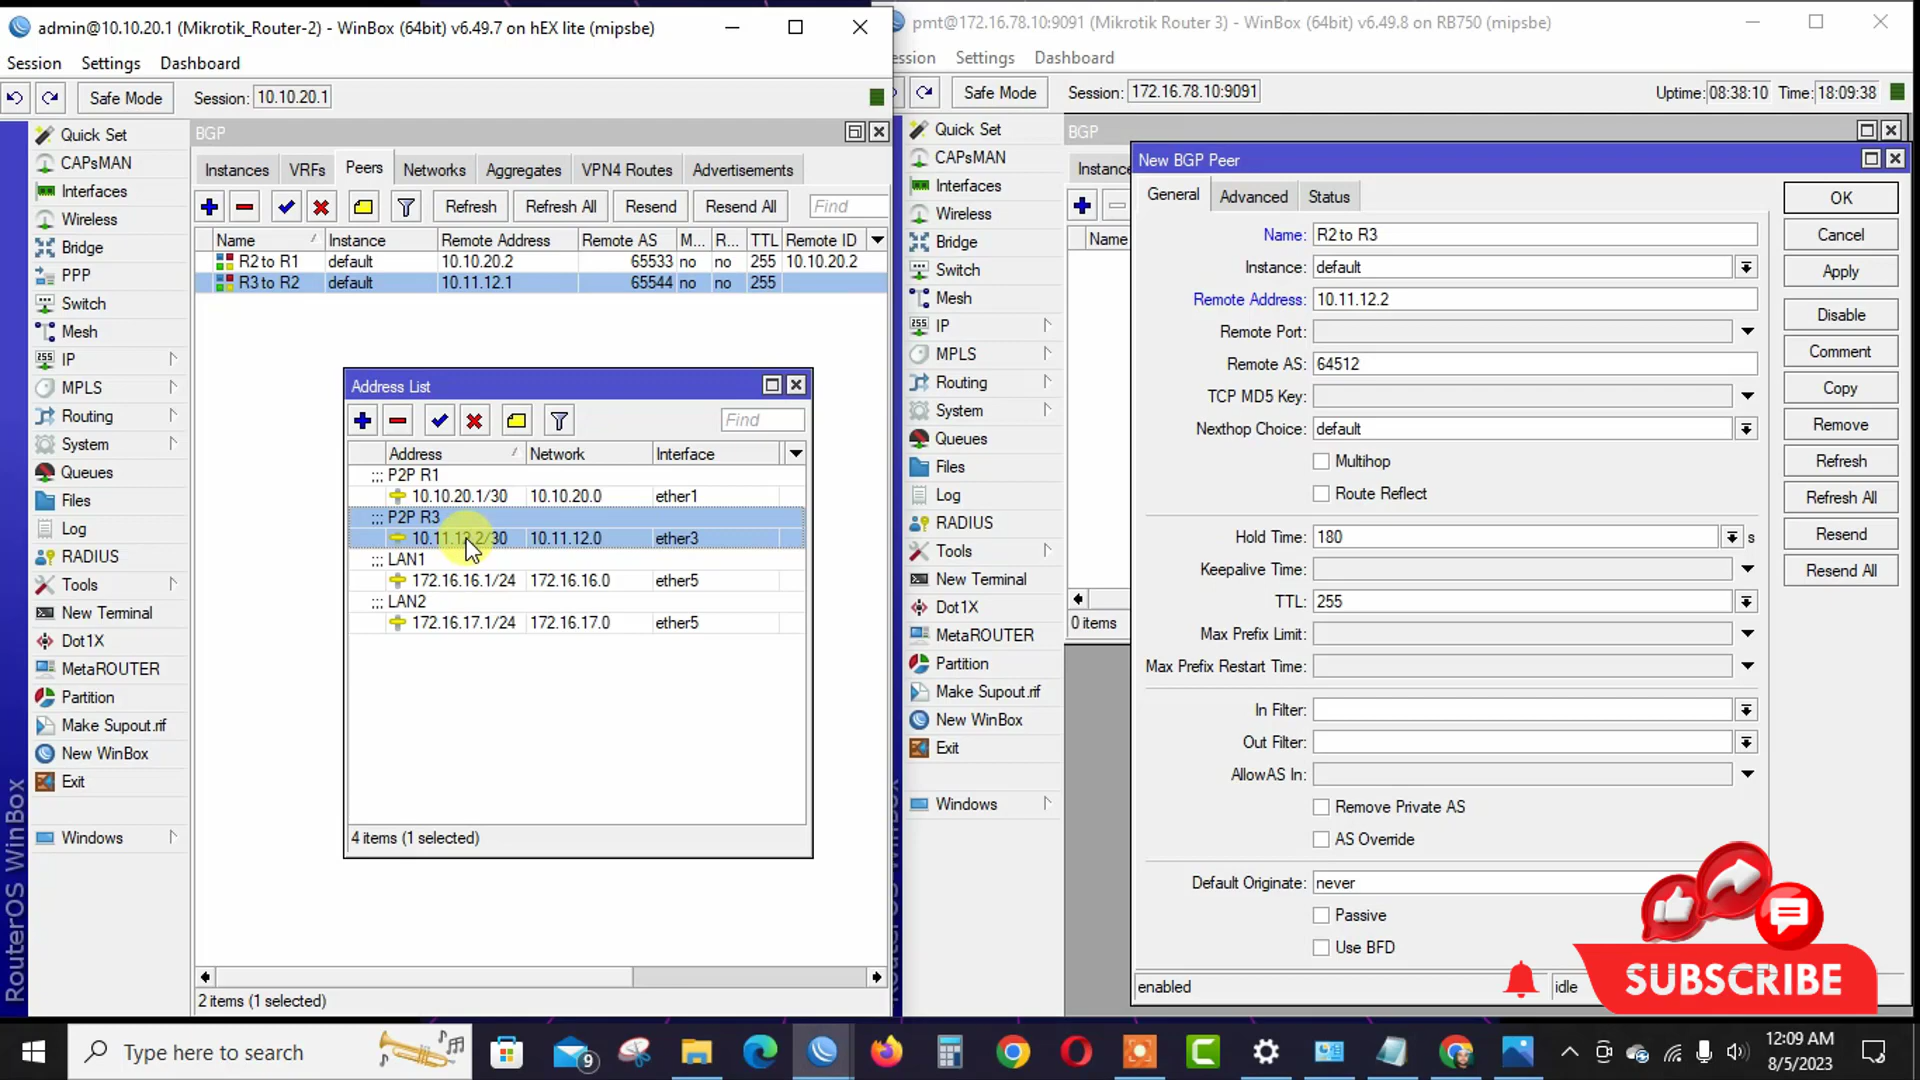 admin@10.10.20.1 (Mikrotik_Router-2) - WinBox (64bit) v6.49.7 on hEX lite (mipsbe)
Session Settings Dashboard
Safe Mode Session: 10.10.20.1
Quick Set
CAPsMAN
Interfaces
Wireless
Bridge
PPP
Switch
Mesh
IP
MPLS
Routing
System
Queues
Files
Log
RADIUS
Tools
New Terminal
Dot1X
MetaROUTER
Partition
Make Supout.rif
New WinBox
Exit
Windows
RouterOS WinBox
BGP
Instances VRFs Peers Networks Aggregates VPN4 Routes Advertisements
Refresh Refresh All Resend Resend All Find
Name Instance Remote Address Remote AS M... R... TTL Remote ID
R2 to R1 default 10.10.20.2 65533 no no 255 10.10.20.2
R3 to R2 default 10.11.12.1 65544 no no 255
Address List
Find
Address Network Interface
;;; P2P R1
10.10.20.1/30 10.10.20.0 ether1
;;; P2P R3
10.11.12.2/30 10.11.12.0 ether3
;;; LAN1
172.16.16.1/24 172.16.16.0 ether5
;;; LAN2
172.16.17.1/24 172.16.17.0 ether5
4 items (1 selected)
2 items (1 selected)
pmt@172.16.78.10:9091 (Mikrotik Router 3) - WinBox (64bit) v6.49.8 on RB750 (mipsbe)
ession Settings Dashboard
Safe Mode Session: 172.16.78.10:9091 Uptime: 08:38:10 Time: 18:09:38
Quick Set
CAPsMAN
Interfaces
Wireless
Bridge
Switch
Mesh
IP
MPLS
Routing
System
Queues
Files
Log
RADIUS
Tools
New Terminal
Dot1X
MetaROUTER
Partition
Make Supout.rif
New WinBox
Exit
Windows
BGP
Instance
Name
0 items
New BGP Peer
General Advanced Status
Name: R2 to R3
Instance: default
Remote Address: 10.11.12.2
Remote Port:
Remote AS: 64512
TCP MD5 Key:
Nexthop Choice: default
Multihop
Route Reflect
Hold Time: 180 s
Keepalive Time:
TTL: 255
Max Prefix Limit:
Max Prefix Restart Time:
In Filter:
Out Filter:
AllowAS In:
Remove Private AS
AS Override
Default Originate: never
Passive
Use BFD
enabled idle
OK
Cancel
Apply
Disable
Comment
Copy
Remove
Refresh
Refresh All
Resend
Resend All
SUBSCRIBE
Type here to search
9
12:09 AM
8/5/2023